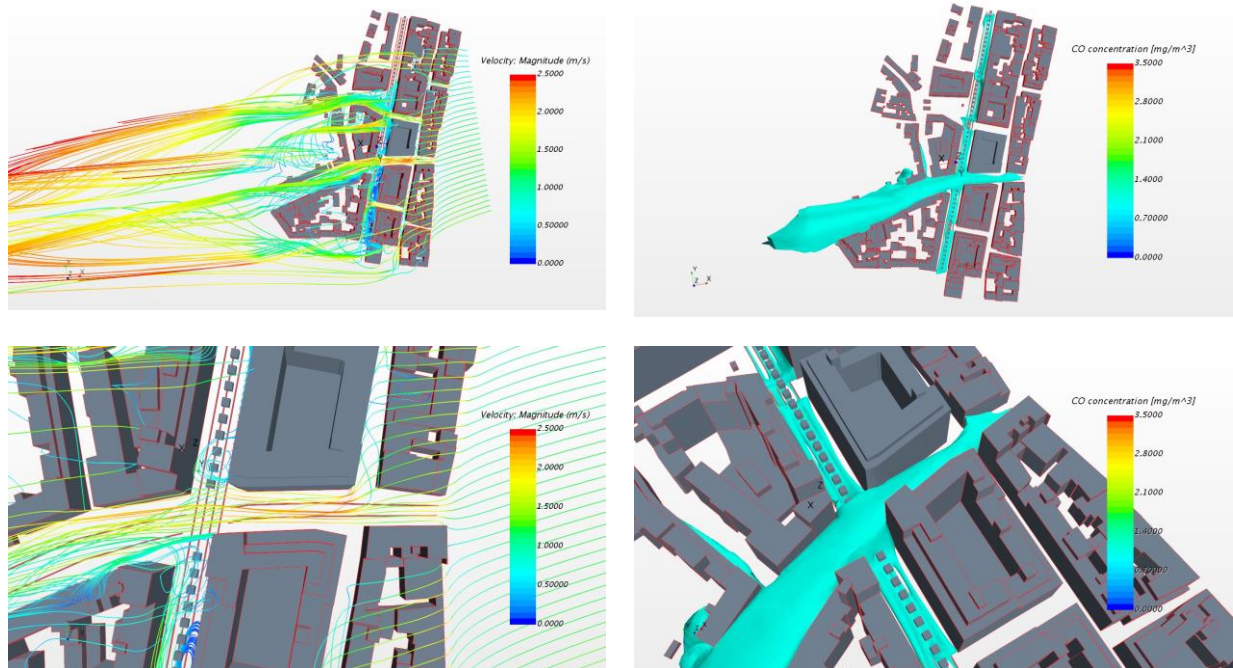 Velocity: Magnitude (m/s)
2.5000
2.0000
1.5000
1.0000
0.50000
0.0000
X
Y
Z X
CO concentration [mg/m^3]
3.5000
2.8000
2.1000
1.4000
0.70000
0.0000
X
Y
Y
Z X
Velocity: Magnitude (m/s)
2.5000
2.0000
1.5000
1.0000
0.50000
0.0000
Z
X
CO concentration [mg/m^3]
3.5000
2.8000
2.1000
1.4000
0.70000
0.0000
Z
X Y